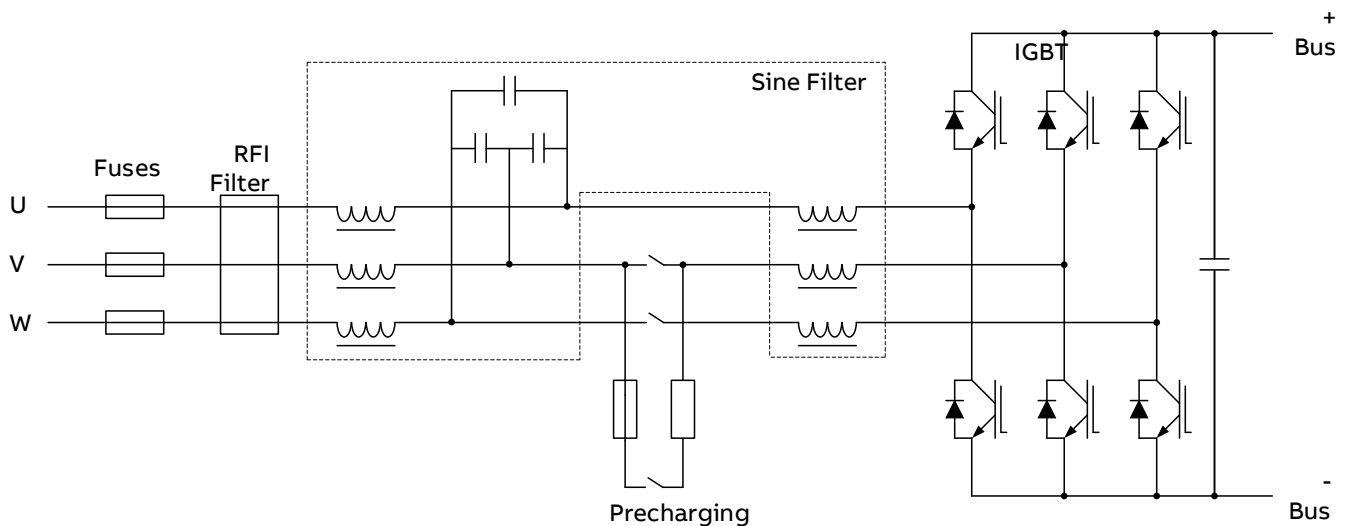 +
Bus
IGBT
Sine Filter
Fuses
RFI
Filter
U
V
W
Precharging
-
Bus